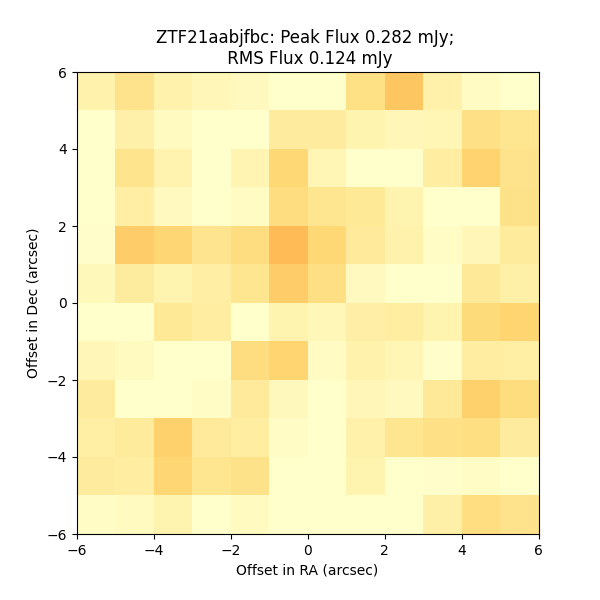 ZTF21aabjfbc: Peak Flux 0.282 mJy;
RMS Flux 0.124 mJy
6
4
2
0
−2
−4
−6
Offset in Dec (arcsec)
−6 −4 −2 0 2 4 6
Offset in RA (arcsec)